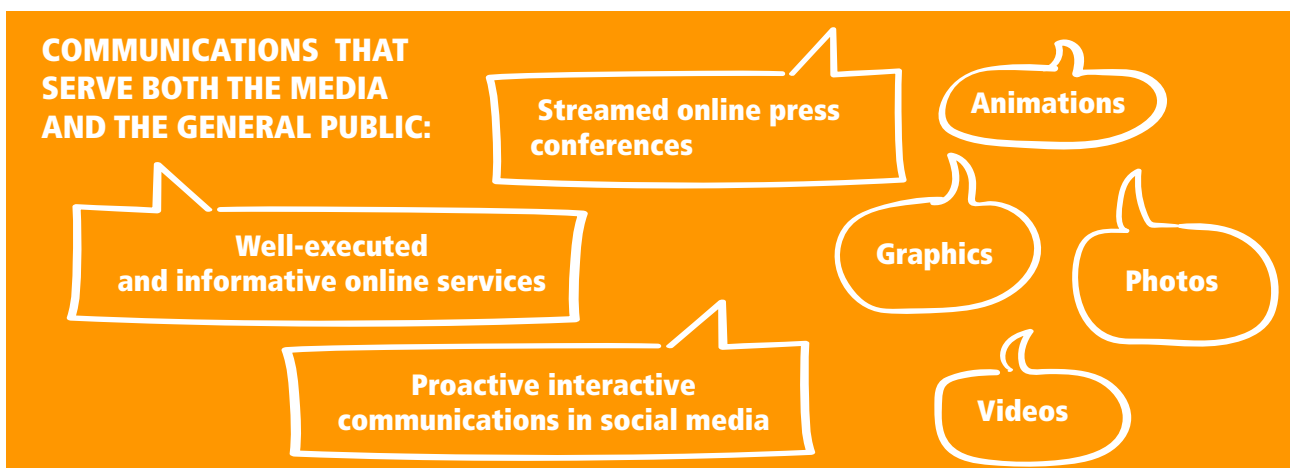 COMMUNICATIONS THAT
SERVE BOTH THE MEDIA
AND THE GENERAL PUBLIC:
Streamed online press
conferences
Animations
Well-executed
and informative online services
Graphics
Photos
Proactive interactive
communications in social media
Videos